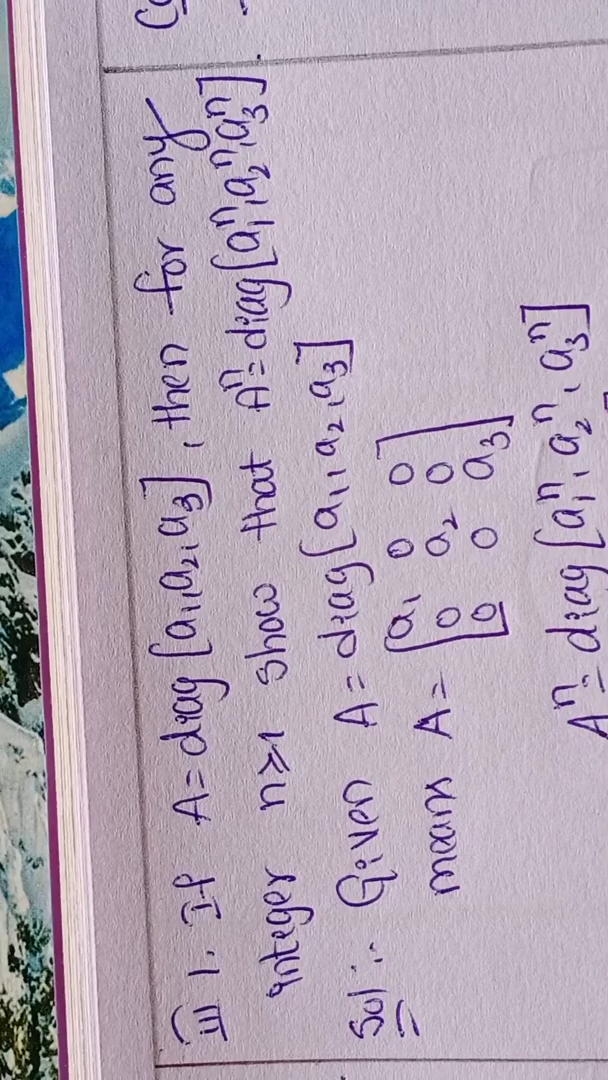 III 1. If A = diag [a₁, a₂, a₃], then for any
integer n ≥ 1 show that Aⁿ = diag [a₁ⁿ, a₂ⁿ, a₃ⁿ].
Sol :- Given A = diag [a₁, a₂, a₃]
means A = [a₁ 0 0
0 a₂ 0
0 0 a₃]
Aⁿ = diag [a₁ⁿ, a₂ⁿ, a₃ⁿ]